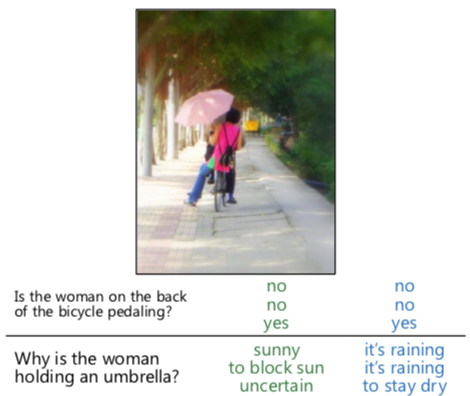 Is the woman on the back
of the bicycle pedaling?
no
no
yes
no
no
yes
Why is the woman
holding an umbrella?
sunny
to block sun
uncertain
it's raining
it's raining
to stay dry